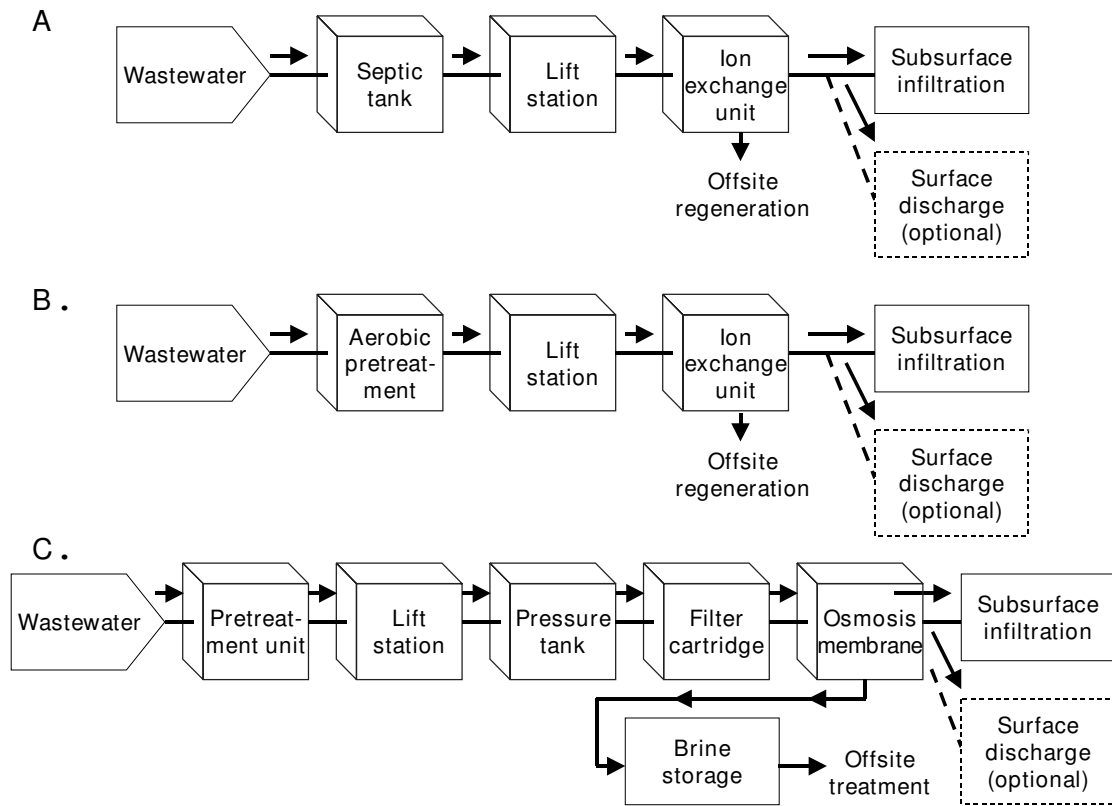 A
Wastewater
Septic
tank
Lift
station
Ion
exchange
unit
Subsurface
infiltration
Offsite
regeneration
Surface
discharge
(optional)
B .
Wastewater
Aerobic
pretreat-
ment
Lift
station
Ion
exchange
unit
Subsurface
infiltration
Offsite
regeneration
Surface
discharge
(optional)
C .
Wastewater
Pretreat-
ment unit
Lift
station
Pressure
tank
Filter
cartridge
Osmosis
membrane
Subsurface
infiltration
Brine
storage
Offsite
treatment
Surface
discharge
(optional)